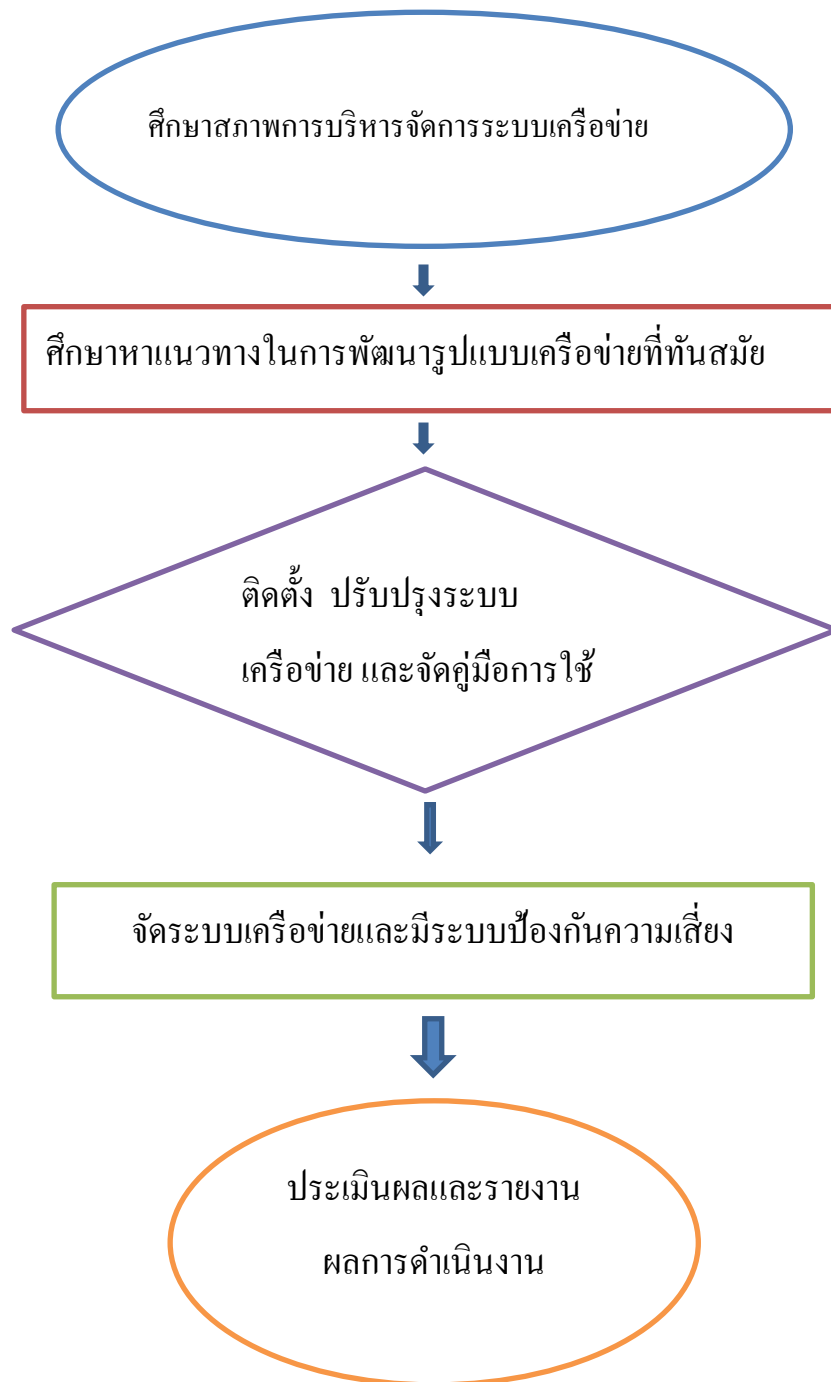 ศึกษาสภาพการบริหารจัดการระบบเครือข่าย
ศึกษาหาแนวทางในการพัฒนารูปแบบเครือข่ายที่ทันสมัย
ติดตั้ง ปรับปรุงระบบ
เครือข่าย และจัดคู่มือการใช้
จัดระบบเครือข่ายและมีระบบป้องกันความเสี่ยง
ประเมินผลและรายงาน
ผลการดำเนินงาน